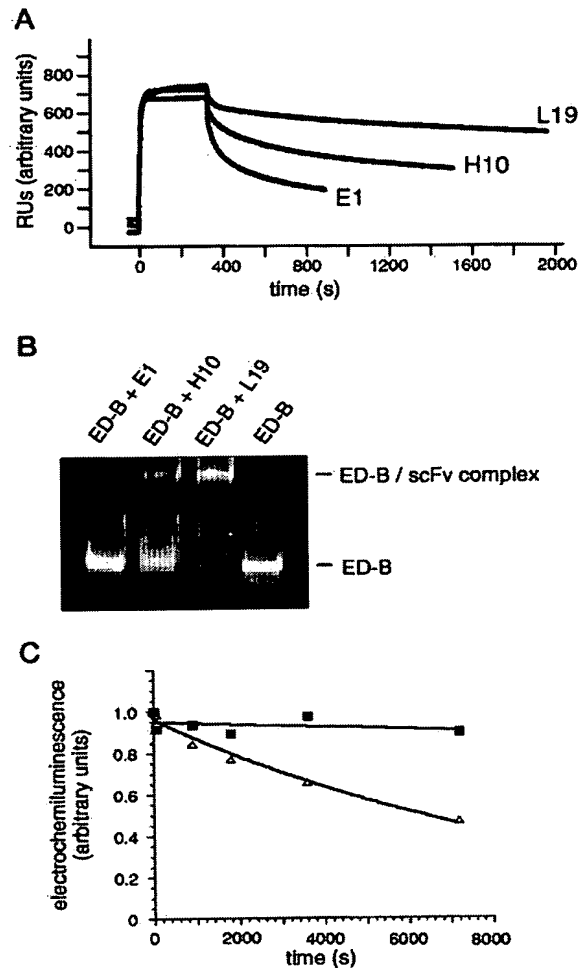 A
RUs (arbitrary units)
800
600
400
200
0
L19
H10
E1
0
400
800
1200
1600
2000
time (s)
B
ED-B + E1
ED-B + H10
ED-B + L19
ED-B
ED-B / scFv complex
ED-B
C
electrochemiluminescence
(arbitrary units)
1.0
0.8
0.6
0.4
0.2
0
0
2000
4000
6000
8000
time (s)